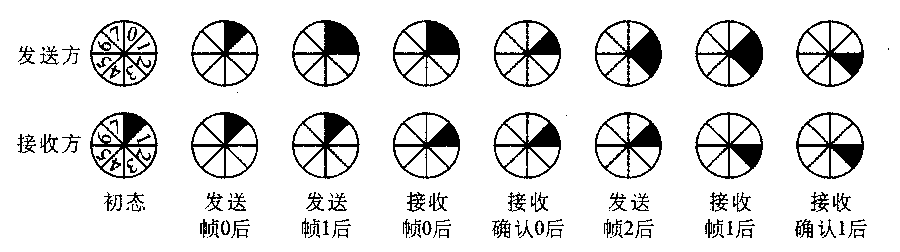 发送方
0 1 2 3 4 5 6 7
接收方
1 2 3 4 5 6 7
初态
发送
帧0后
发送
帧1后
接收
帧0后
接收
确认0后
发送
帧2后
接收
帧1后
接收
确认1后